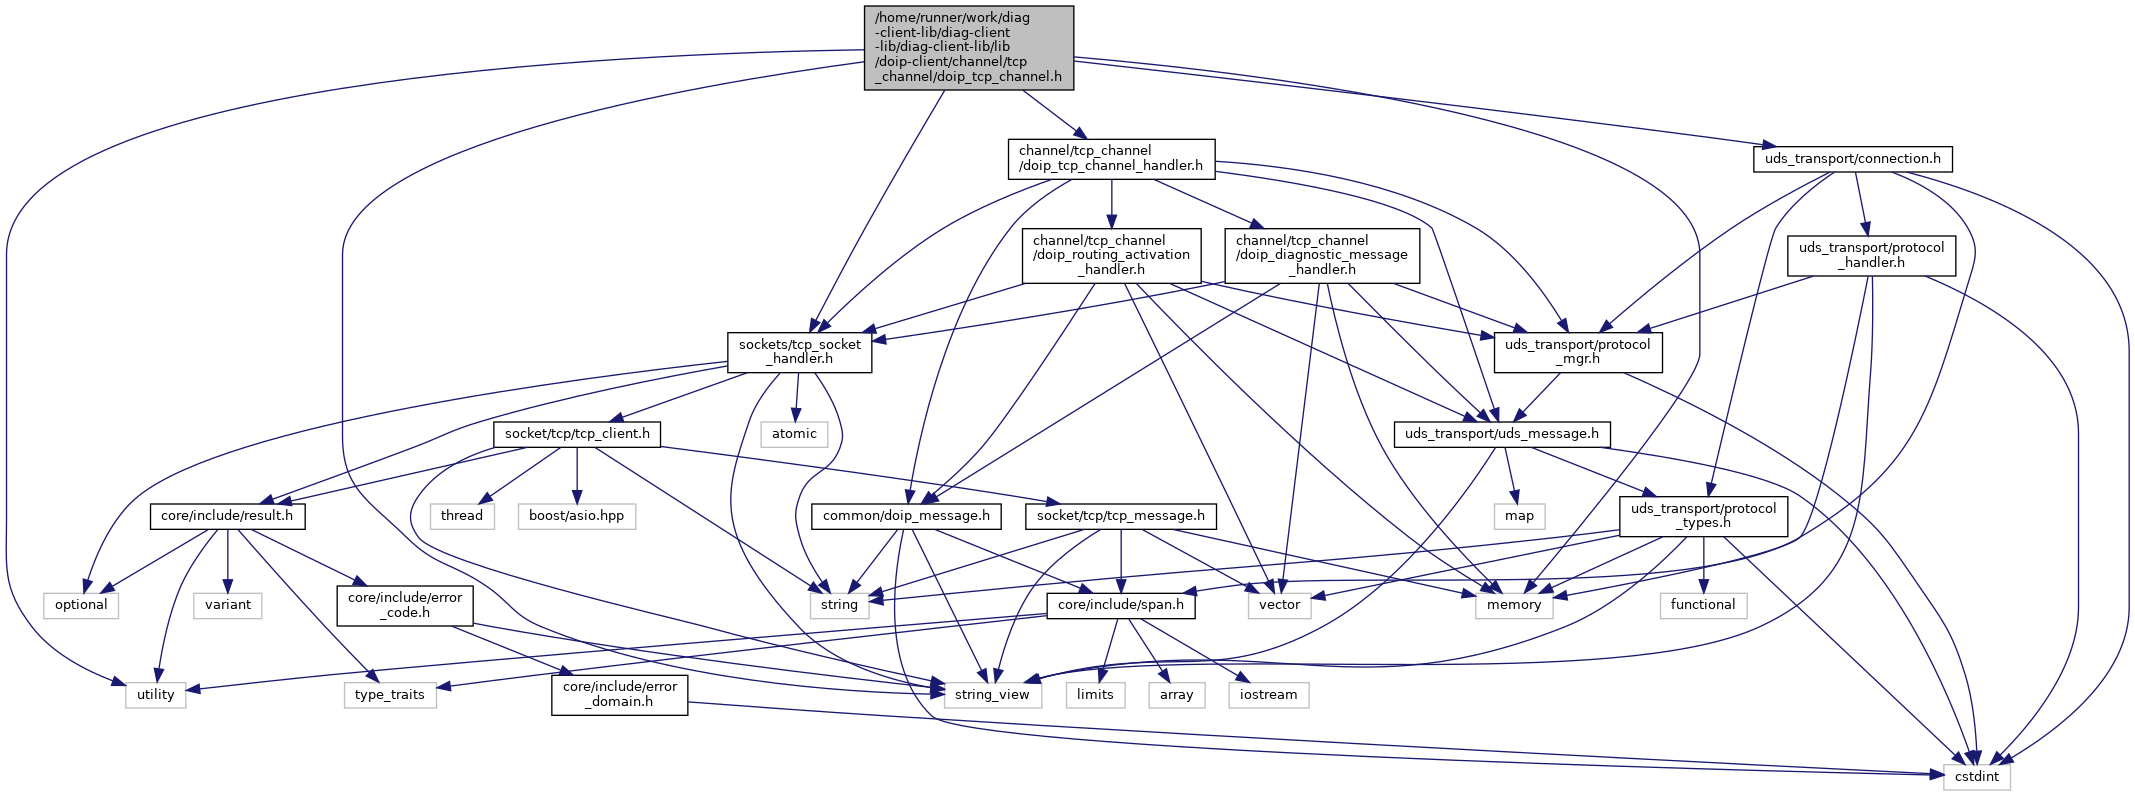 /home/runner/work/diag
-client-lib/diag-client
-lib/diag-client-lib/lib
/doip-client/channel/tcp
_channel/doip_tcp_channel.h
channel/tcp_channel
/doip_tcp_channel_handler.h
uds_transport/connection.h
channel/tcp_channel
/doip_routing_activation
_handler.h
channel/tcp_channel
/doip_diagnostic_message
_handler.h
uds_transport/protocol
_handler.h
sockets/tcp_socket
_handler.h
uds_transport/protocol
_mgr.h
socket/tcp/tcp_client.h
atomic
uds_transport/uds_message.h
core/include/result.h
thread
boost/asio.hpp
common/doip_message.h
socket/tcp/tcp_message.h
map
uds_transport/protocol
_types.h
optional
variant
core/include/error
_code.h
string
core/include/span.h
vector
memory
functional
utility
type_traits
core/include/error
_domain.h
string_view
limits
array
iostream
cstdint